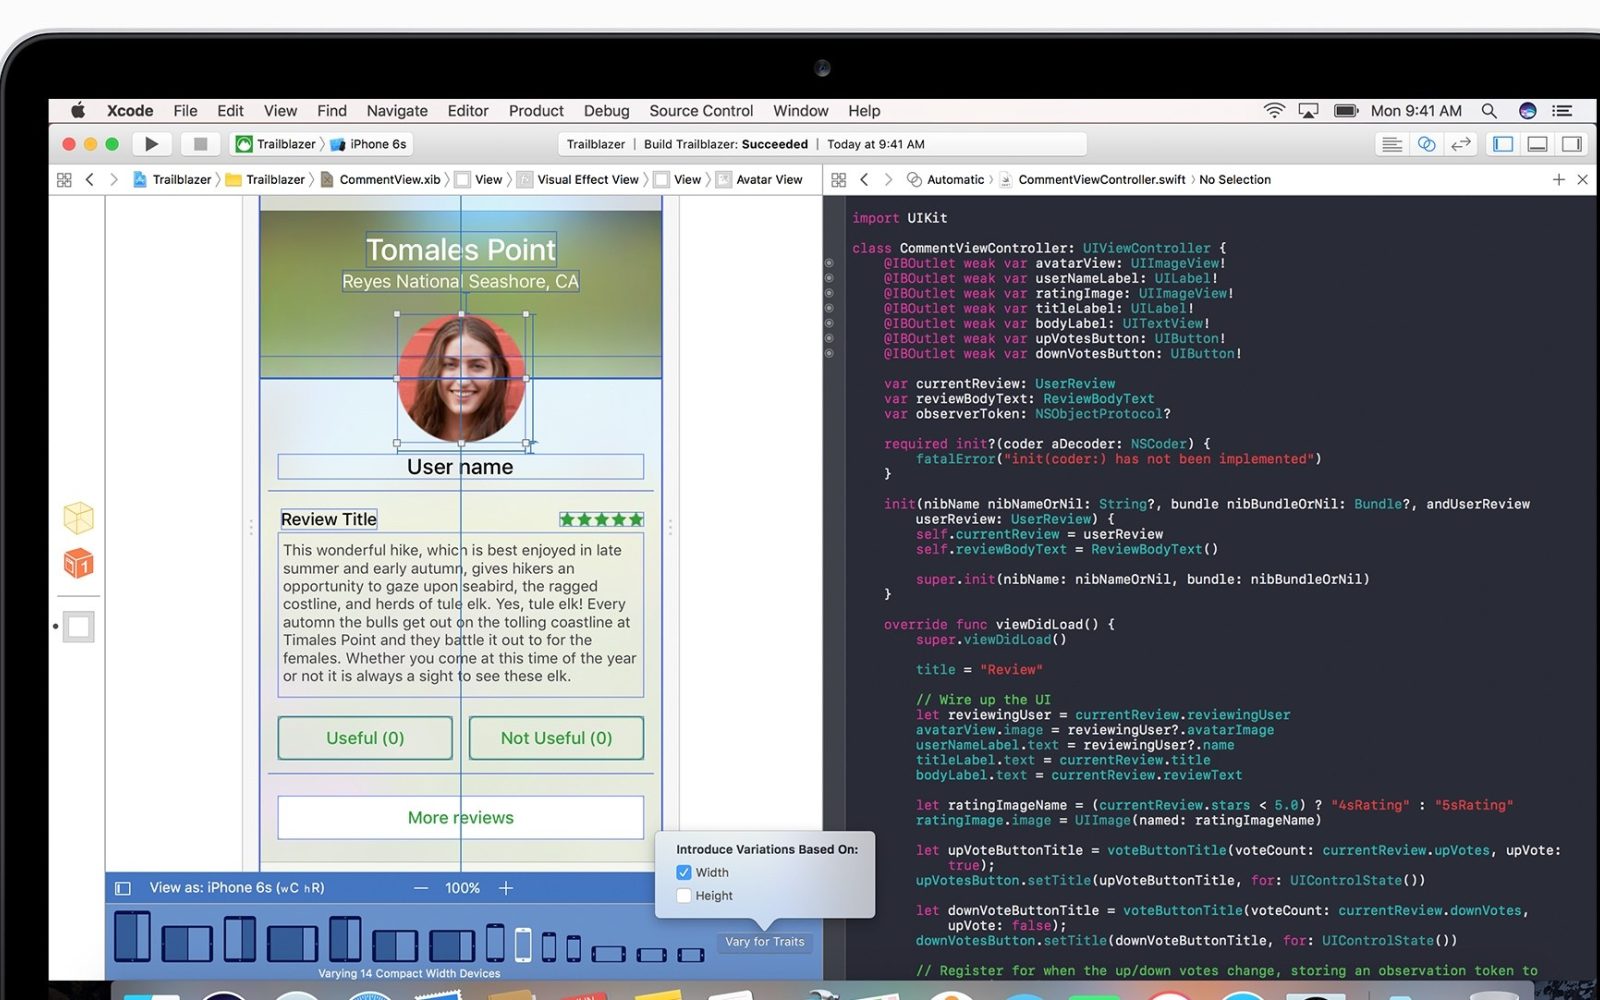 Xcode File Edit View Find Navigate Editor Product Debug Source Control Window Help Mon 9:41 AM
Trailblazer iPhone 6s Trailblazer | Build Trailblazer: Succeeded | Today at 9:41 AM
Trailblazer Trailblazer CommentView.xib View Visual Effect View View Avatar View
Automatic CommentViewController.swift No Selection
Tomales Point
Reyes National Seashore, CA
User name
Review Title
This wonderful hike, which is best enjoyed in late
summer and early autumn, gives hikers an
opportunity to gaze upon seabird, the ragged
costline, and herds of tule elk. Yes, tule elk! Every
automn the bulls get out on the tolling coastline at
Timales Point and they battle it out to for the
females. Whether you come at this time of the year
or not it is always a sight to see these elk.
Useful (0) Not Useful (0)
More reviews
Introduce Variations Based On:
Width
Height
View as: iPhone 6s (wC hR) — 100% +
Vary for Traits
Varying 14 Compact Width Devices
import UIKit
class CommentViewController: UIViewController {
@IBOutlet weak var avatarView: UIImageView!
@IBOutlet weak var userNameLabel: UILabel!
@IBOutlet weak var ratingImage: UIImageView!
@IBOutlet weak var titleLabel: UILabel!
@IBOutlet weak var bodyLabel: UITextView!
@IBOutlet weak var upVotesButton: UIButton!
@IBOutlet weak var downVotesButton: UIButton!
var currentReview: UserReview
var reviewBodyText: ReviewBodyText
var observerToken: NSObjectProtocol?
required init?(coder aDecoder: NSCoder) {
fatalError("init(coder:) has not been implemented")
}
init(nibName nibNameOrNil: String?, bundle nibBundleOrNil: Bundle?, andUserReview
userReview: UserReview) {
self.currentReview = userReview
self.reviewBodyText = ReviewBodyText()
super.init(nibName: nibNameOrNil, bundle: nibBundleOrNil)
}
override func viewDidLoad() {
super.viewDidLoad()
title = "Review"
// Wire up the UI
let reviewingUser = currentReview.reviewingUser
avatarView.image = reviewingUser?.avatarImage
userNameLabel.text = reviewingUser?.name
titleLabel.text = currentReview.title
bodyLabel.text = currentReview.reviewText
let ratingImageName = (currentReview.stars < 5.0) ? "4sRating" : "5sRating"
ratingImage.image = UIImage(named: ratingImageName)
let upVoteButtonTitle = voteButtonTitle(voteCount: currentReview.upVotes, upVote:
true);
upVotesButton.setTitle(upVoteButtonTitle, for: UIControlState())
let downVoteButtonTitle = voteButtonTitle(voteCount: currentReview.downVotes,
upVote: false);
downVotesButton.setTitle(downVoteButtonTitle, for: UIControlState())
// Register for when the up/down votes change, storing an observation token to